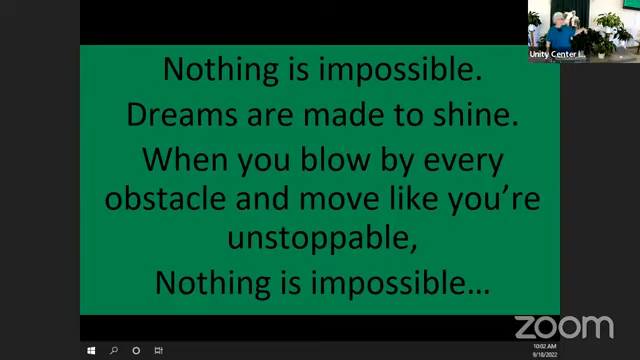 Nothing is impossible.
Dreams are made to shine.
When you blow by every
obstacle and move like you're
unstoppable,
Nothing is impossible...
Unity Center I...
zoom
10:02 AM
9/18/2022